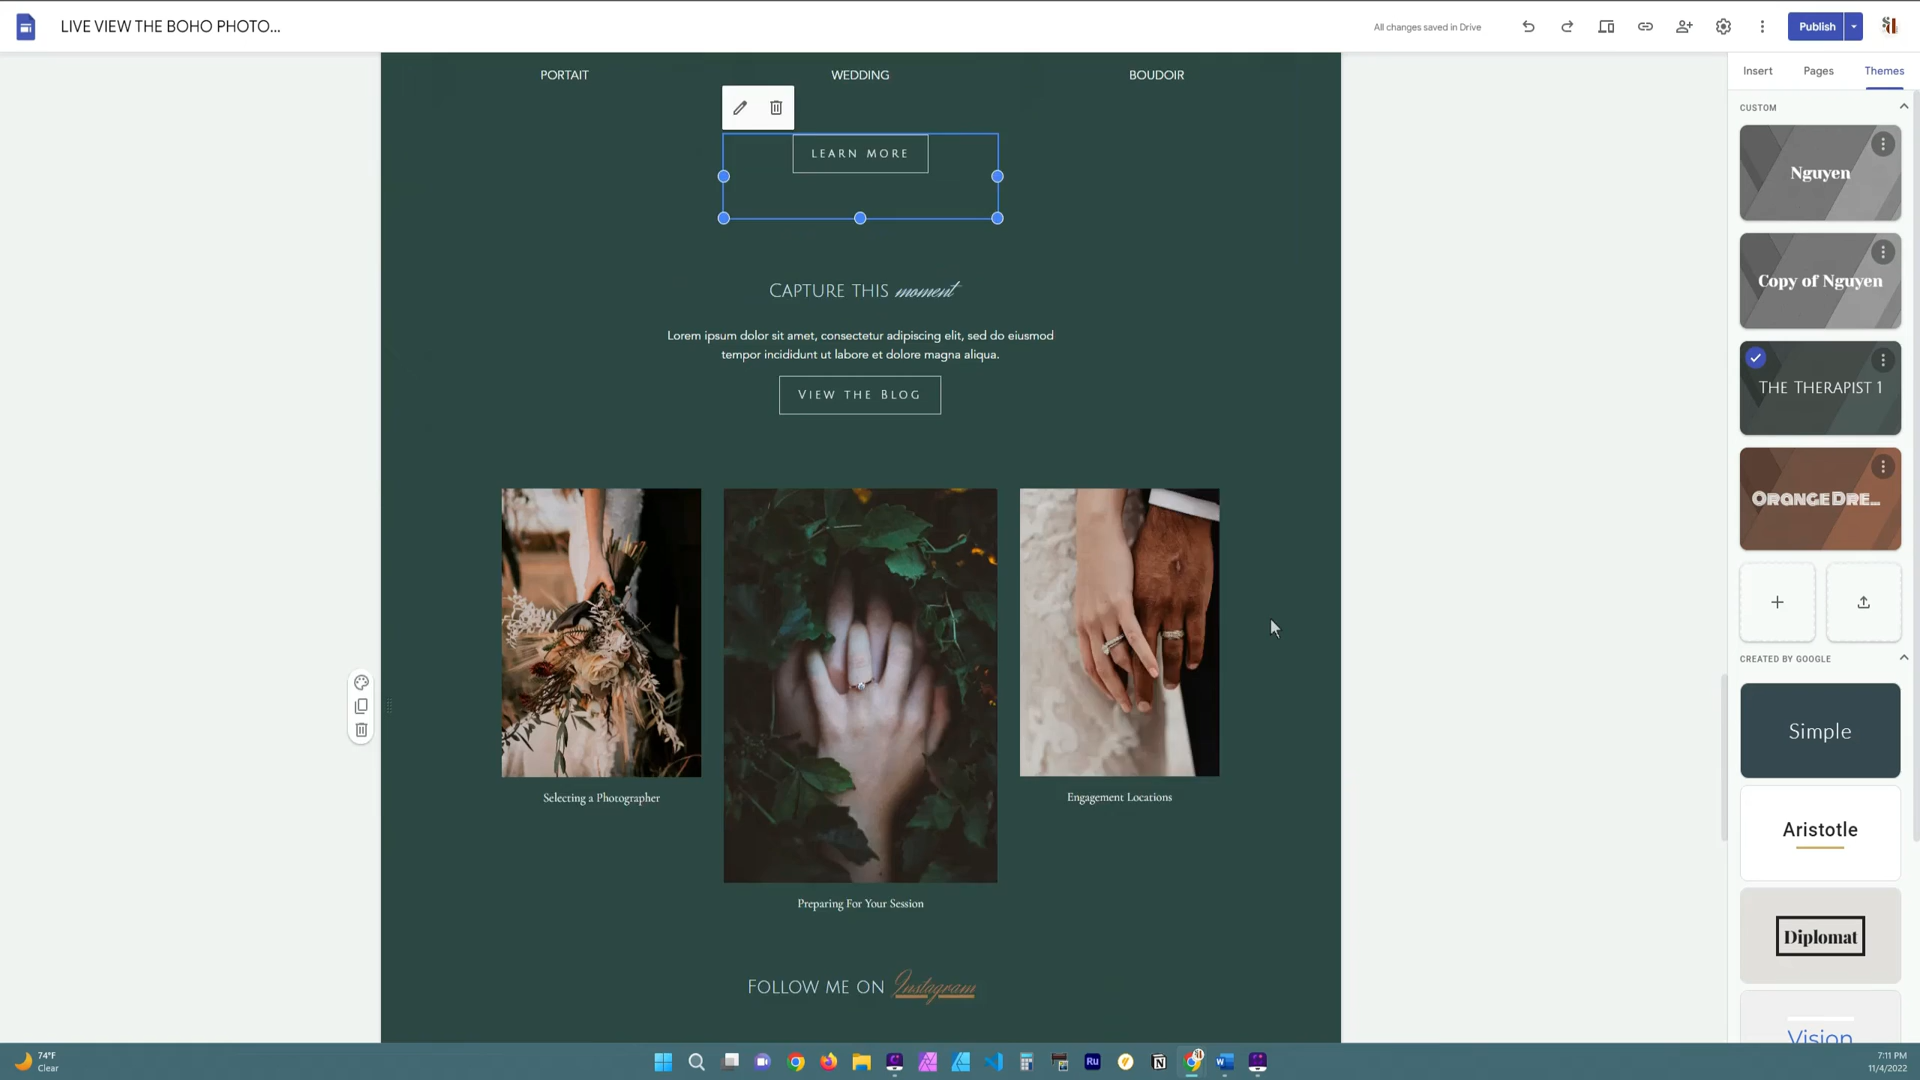 LIVE VIEW THE BOHO PHOTO...
All changes saved in Drive
Publish
Insert
Pages
Themes
PORTAIT
WEDDING
BOUDOIR
LEARN MORE
CAPTURE THIS moment
Lorem ipsum dolor sit amet, consectetur adipiscing elit, sed do eiusmod
tempor incididunt ut labore et dolore magna aliqua.
VIEW THE BLOG
Selecting a Photographer
Engagement Locations
Preparing For Your Session
FOLLOW ME ON Instagram
CUSTOM
Nguyen
Copy of Nguyen
THE THERAPIST 1
ORANGE DRE...
CREATED BY GOOGLE
Simple
Aristotle
Diplomat
Vision
74°F
Clear
Ru
7:11 PM
11/4/2022